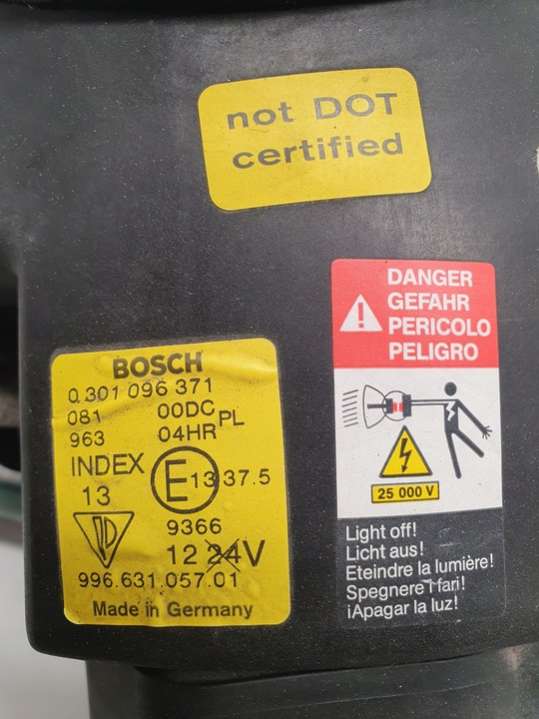 not DOT
certified
DANGER
GEFAHR
PERICOLO
PELIGRO
25 000 V
Light off!
Licht aus!
Eteindre la lumière!
Spegnere i fari!
¡Apagar la luz!
BOSCH
0 301 096 371
081 00DC PL
963 04HR
INDEX
13
E 13 37.5
9366
12 24V
996.631.057.01
Made in Germany